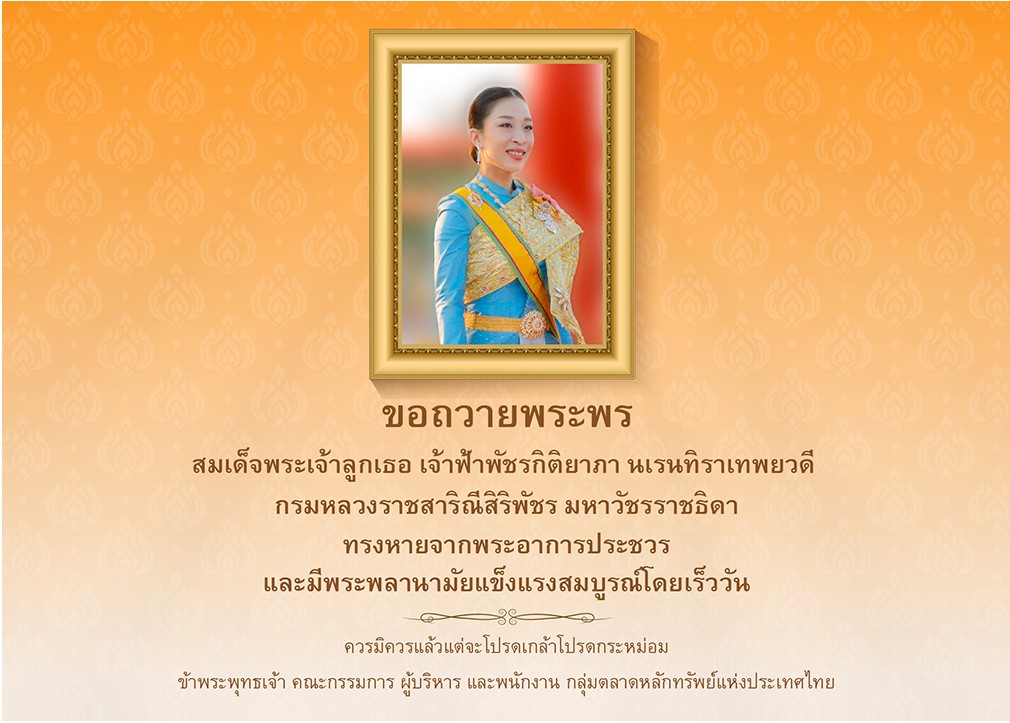 ขอถวายพระพร
สมเด็จพระเจ้าลูกเธอ เจ้าฟ้าพัชรกิติยาภา นเรนทิราเทพยวดี
กรมหลวงราชสาริณีสิริพัชร มหาวัชรราชธิดา
ทรงหายจากพระอาการประชวร
และมีพระพลานามัยแข็งแรงสมบูรณ์โดยเร็ววัน
ควรมิควรแล้วแต่จะโปรดเกล้าโปรดกระหม่อม
ข้าพระพุทธเจ้า คณะกรรมการ ผู้บริหาร และพนักงาน กลุ่มตลาดหลักทรัพย์แห่งประเทศไทย